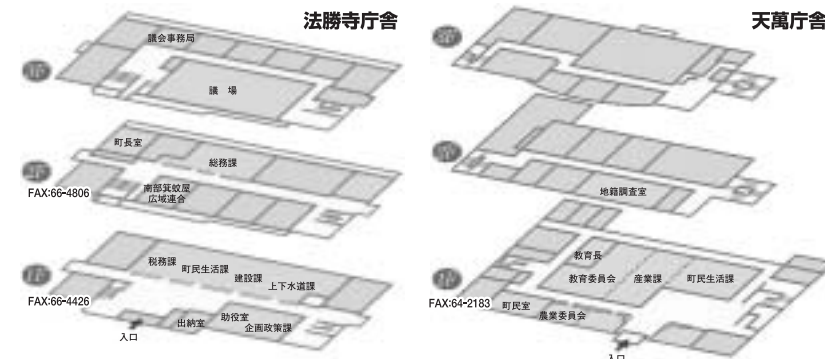 法勝寺庁舎
議会事務局
議 場
町長室
総務課
南部箕蚊屋
広域連合
FAX:66-4806
税務課
町民生活課
建設課
上下水道課
FAX:66-4426
出納室
助役室
企画政策課
入口
天萬庁舎
地籍調査室
教育長
教育委員会
産業課
町民生活課
FAX:64-2183
町民室
農業委員会
入口